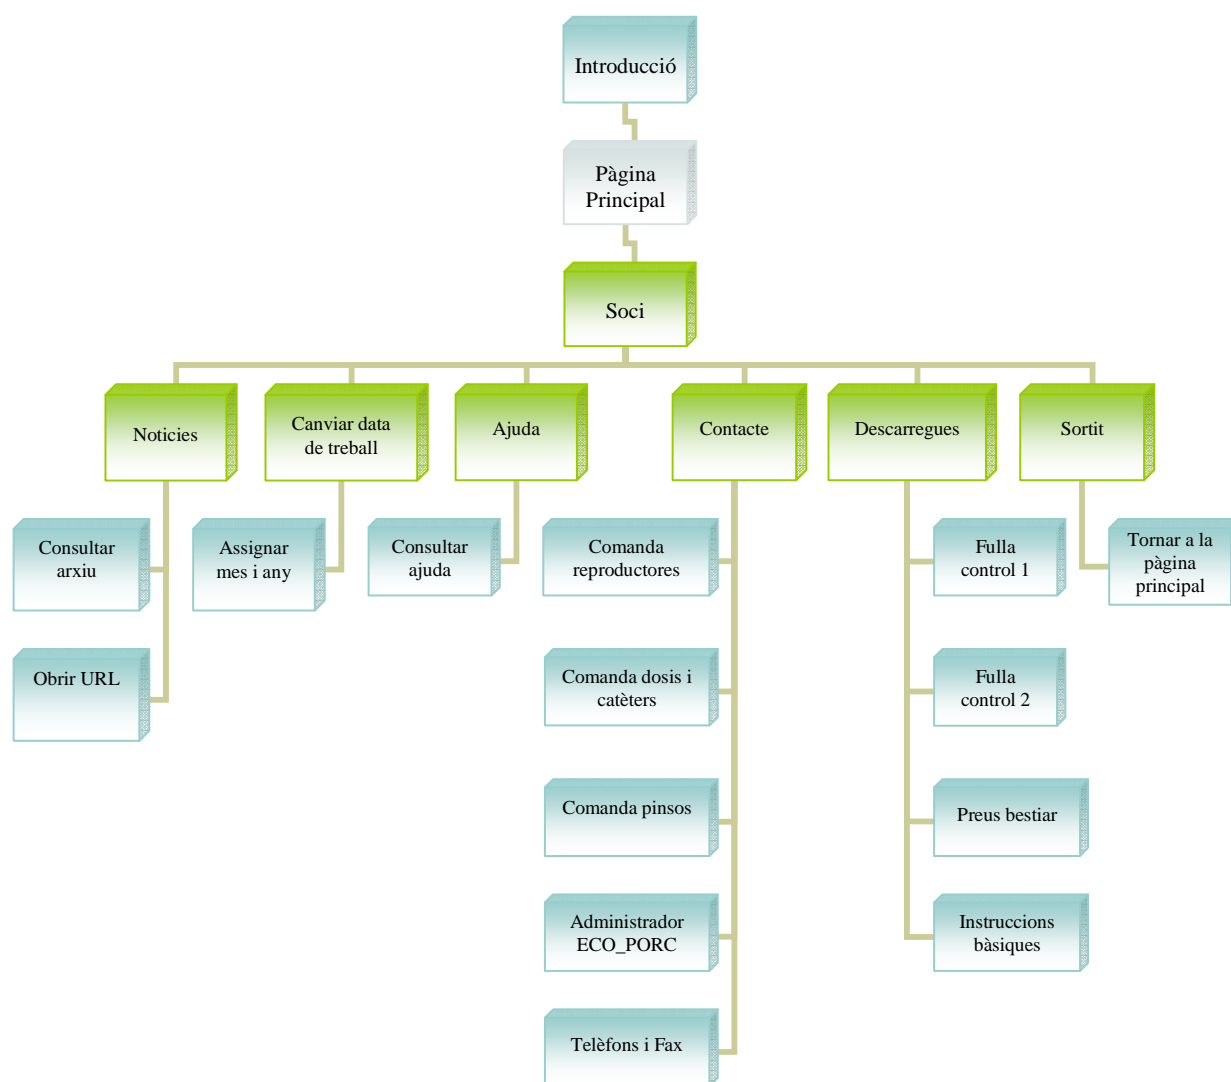 Introducció
Pàgina
Principal
Soci
Noticies
Canviar data
de treball
Ajuda
Contacte
Descarregues
Sortit
Consultar
arxiu
Assignar
mes i any
Consultar
ajuda
Comanda
reproductores
Fulla
control 1
Tornar a la
pàgina
principal
Obrir URL
Comanda dosis i
catèters
Fulla
control 2
Comanda pinsos
Preus bestiar
Administrador
ECO_PORC
Instruccions
bàsiques
Telèfons i Fax